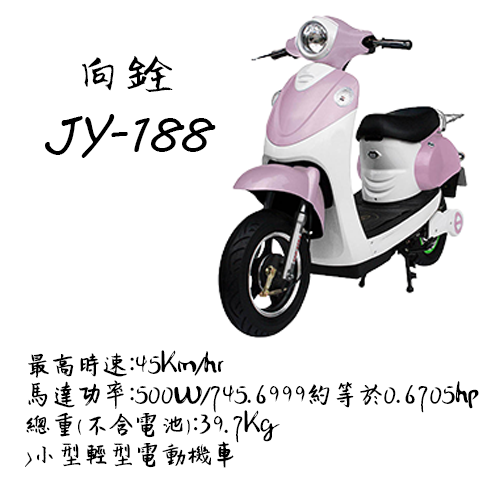 向銓
JY-188
最高時速:45Km/hr
馬達功率:500W/745.6999約等於0.6705hp
總重(不含電池):39.7Kg
>小型輕型電動機車